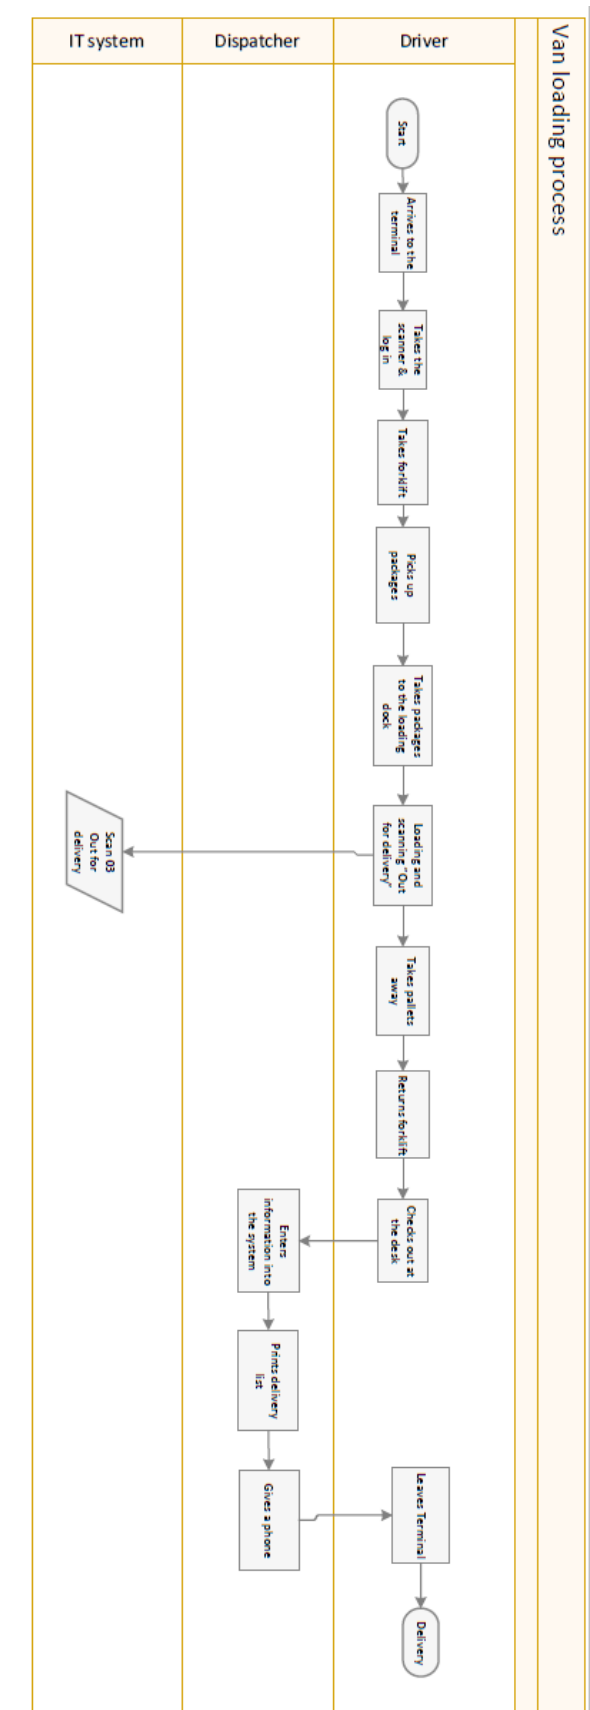 Van loading process
Driver
Dispatcher
IT system
Start
Arrives to the
terminal
Takes the
scanner &
log in
Takes forklift
Picks up
packages
Takes packages
to the loading
dock
Loading and
scanning "Out
for delivery"
Scan 03
Out for
delivery
Takes pallets
away
Returns forklift
Checks out at
the desk
Enters
information into
the system
Prints delivery
list
Gives a phone
Leaves Terminal
Delivery